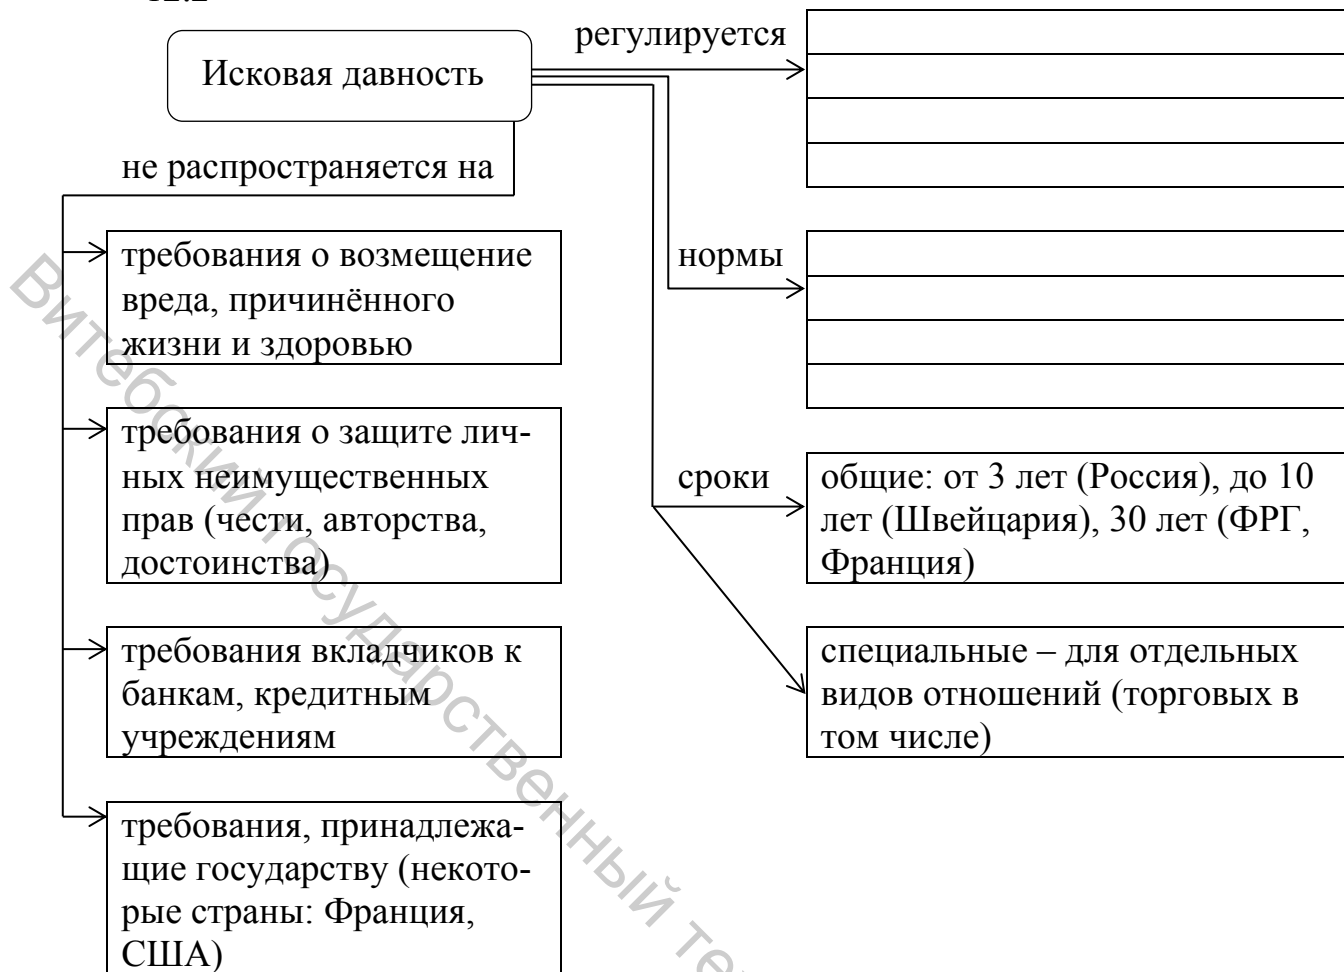 регулируется
Исковая давность
не распространяется на
требования о возмещение
вреда, причинённого
жизни и здоровью
требования о защите лич-
ных неимущественных
прав (чести, авторства,
достоинства)
требования вкладчиков к
банкам, кредитным
учреждениям
требования, принадлежа-
щие государству (некото-
рые страны: Франция,
США)
нормы
сроки
общие: от 3 лет (Россия), до 10
лет (Швейцария), 30 лет (ФРГ,
Франция)
специальные – для отдельных
видов отношений (торговых в
том числе)
Витебский государственный